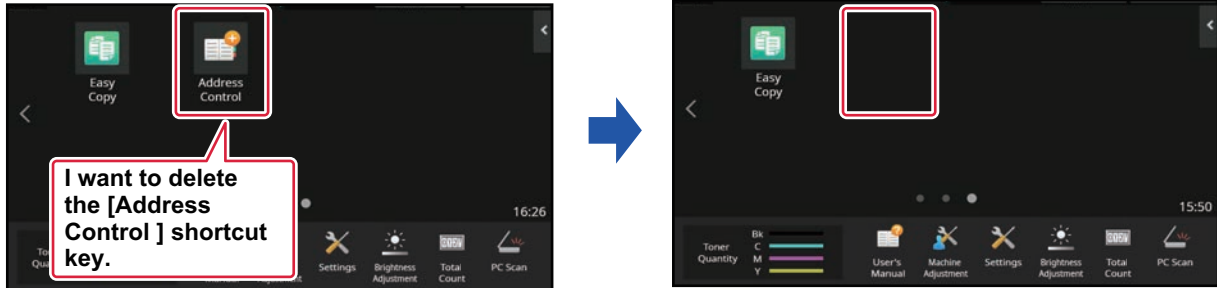 Easy
Copy
Address
Control
I want to delete
the [Address
Control ] shortcut
key.
16:26
Settings
Brightness
Adjustment
Total
Count
PC Scan
Easy
Copy
15:50
Toner
Quantity
Bk
C
M
Y
User's
Manual
Machine
Adjustment
Settings
Brightness
Adjustment
Total
Count
PC Scan